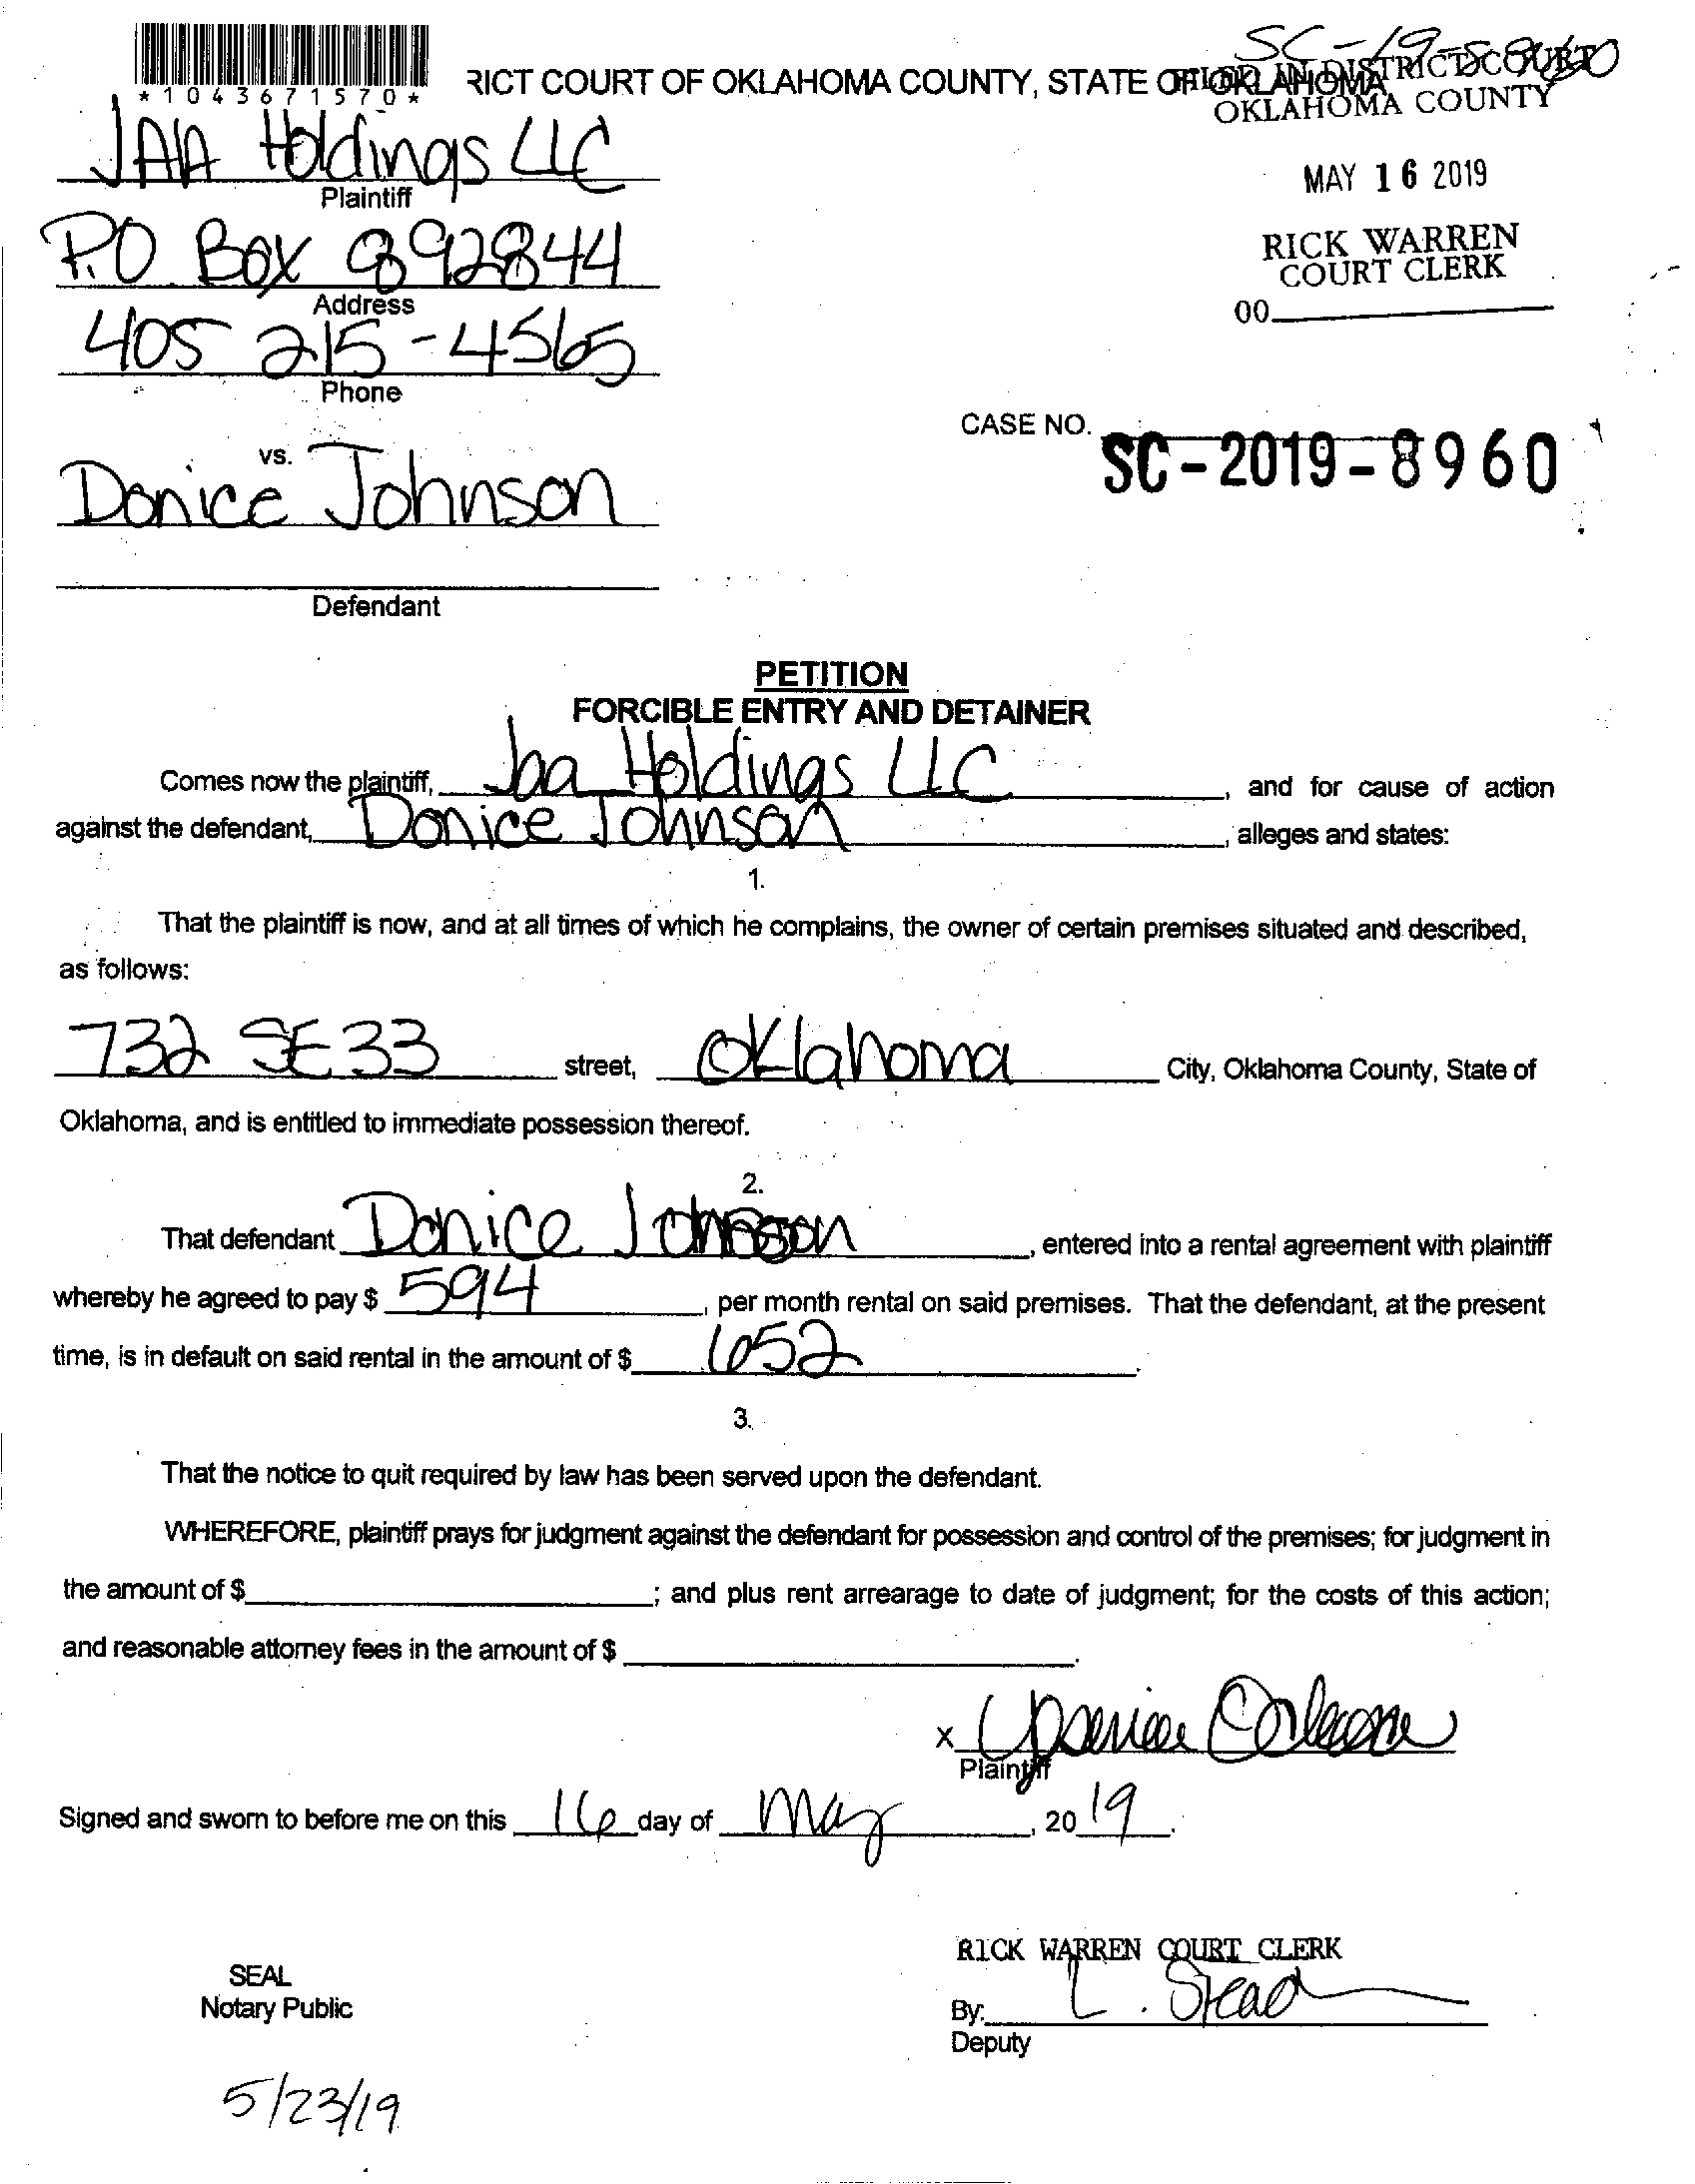 SC-19-8960
*1043671570*
RICT COURT OF OKLAHOMA COUNTY, STATE OF OKLAHOMA
FILED IN DISTRICT COURT
OKLAHOMA COUNTY
JAA Holdings LLC
Plaintiff
MAY 16 2019
P.O. Box 892844
Address
RICK WARREN
COURT CLERK
00
405 215-4565
Phone
CASE NO. SC-2019-8960
vs.
Donice Johnson
Defendant
PETITION
FORCIBLE ENTRY AND DETAINER
Comes now the plaintiff, Jaa Holdings LLC, and for cause of action
against the defendant, Donice Johnson, alleges and states:
1.
That the plaintiff is now, and at all times of which he complains, the owner of certain premises situated and described,
as follows:
732 SE 33 street, Oklahoma City, Oklahoma County, State of
Oklahoma, and is entitled to immediate possession thereof.
2.
That defendant Donice Johnson, entered into a rental agreement with plaintiff
whereby he agreed to pay $ 594, per month rental on said premises. That the defendant, at the present
time, is in default on said rental in the amount of $ 652.
3.
That the notice to quit required by law has been served upon the defendant.
WHEREFORE, plaintiff prays for judgment against the defendant for possession and control of the premises; for judgment in
the amount of $ ; and plus rent arrearage to date of judgment; for the costs of this action;
and reasonable attorney fees in the amount of $ .
x
Plaintiff
Signed and sworn to before me on this 16 day of May, 2019.
RICK WARREN COURT CLERK
SEAL
Notary Public
By: L. Stead
Deputy
5/23/19